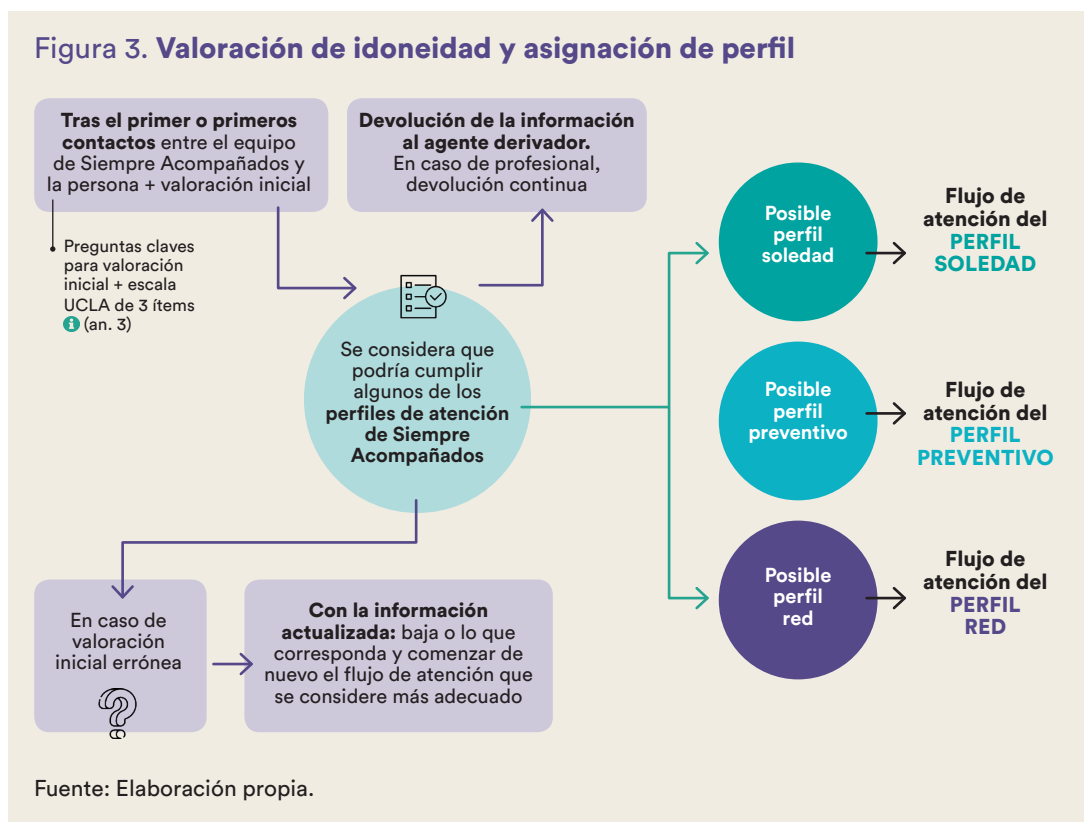 Figura 3. Valoración de idoneidad y asignación de perfil
Tras el primer o primeros
contactos entre el equipo
de Siempre Acompañados y
la persona + valoración inicial
Preguntas claves
para valoración
inicial + escala
UCLA de 3 ítems
i (an. 3)
Devolución de la información
al agente derivador.
En caso de profesional,
devolución continua
Se considera que
podría cumplir
algunos de los
perfiles de atención
de Siempre
Acompañados
Posible
perfil
soledad
Flujo de
atención del
PERFIL
SOLEDAD
Posible
perfil
preventivo
Flujo de
atención del
PERFIL
PREVENTIVO
Posible
perfil
red
Flujo de
atención del
PERFIL
RED
En caso de
valoración
inicial errónea
?
Con la información
actualizada: baja o lo que
corresponda y comenzar de
nuevo el flujo de atención que
se considere más adecuado
Fuente: Elaboración propia.